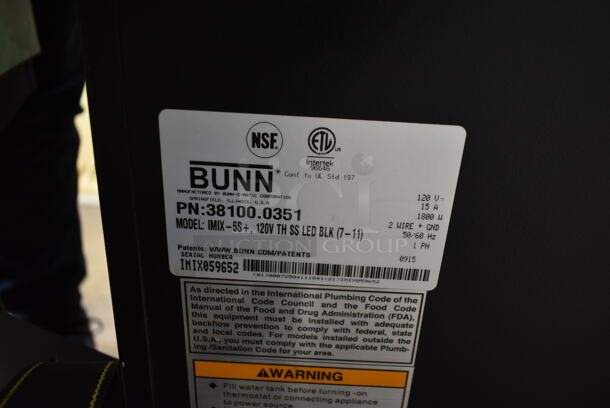 NSF
ETL
US
Intertek
96646
BUNN
Conf to UL Std 197
MANUFACTURED BY BUNN-O-MATIC CORPORATION
SPRINGFIELD, ILLINOIS, U.S.A
PN:38100.0351
MODEL: IMIX-5S+, 120V TH SS LED BLK (7-11)
120 V~
15 A
1800 W
2 WIRE + GND
50/60 Hz
1 PH
Patents: WWW.BUNN.COM/PATENTS
SERIAL NUMBER
0915
IMIX059652
AUCTION GROUP
As directed in the International Plumbing Code of the
International Code Council and the Food Code
Manual of the Food and Drug Administration (FDA),
this equipment must be installed with adequate
backflow prevention to comply with federal, state
and local codes. For models installed outside the
U.S.A., you must comply with the applicable Plumb-
ing/Sanitation Code for your area.
WARNING
Fill water tank before turning -on
thermostat or connecting appliance
to power source.